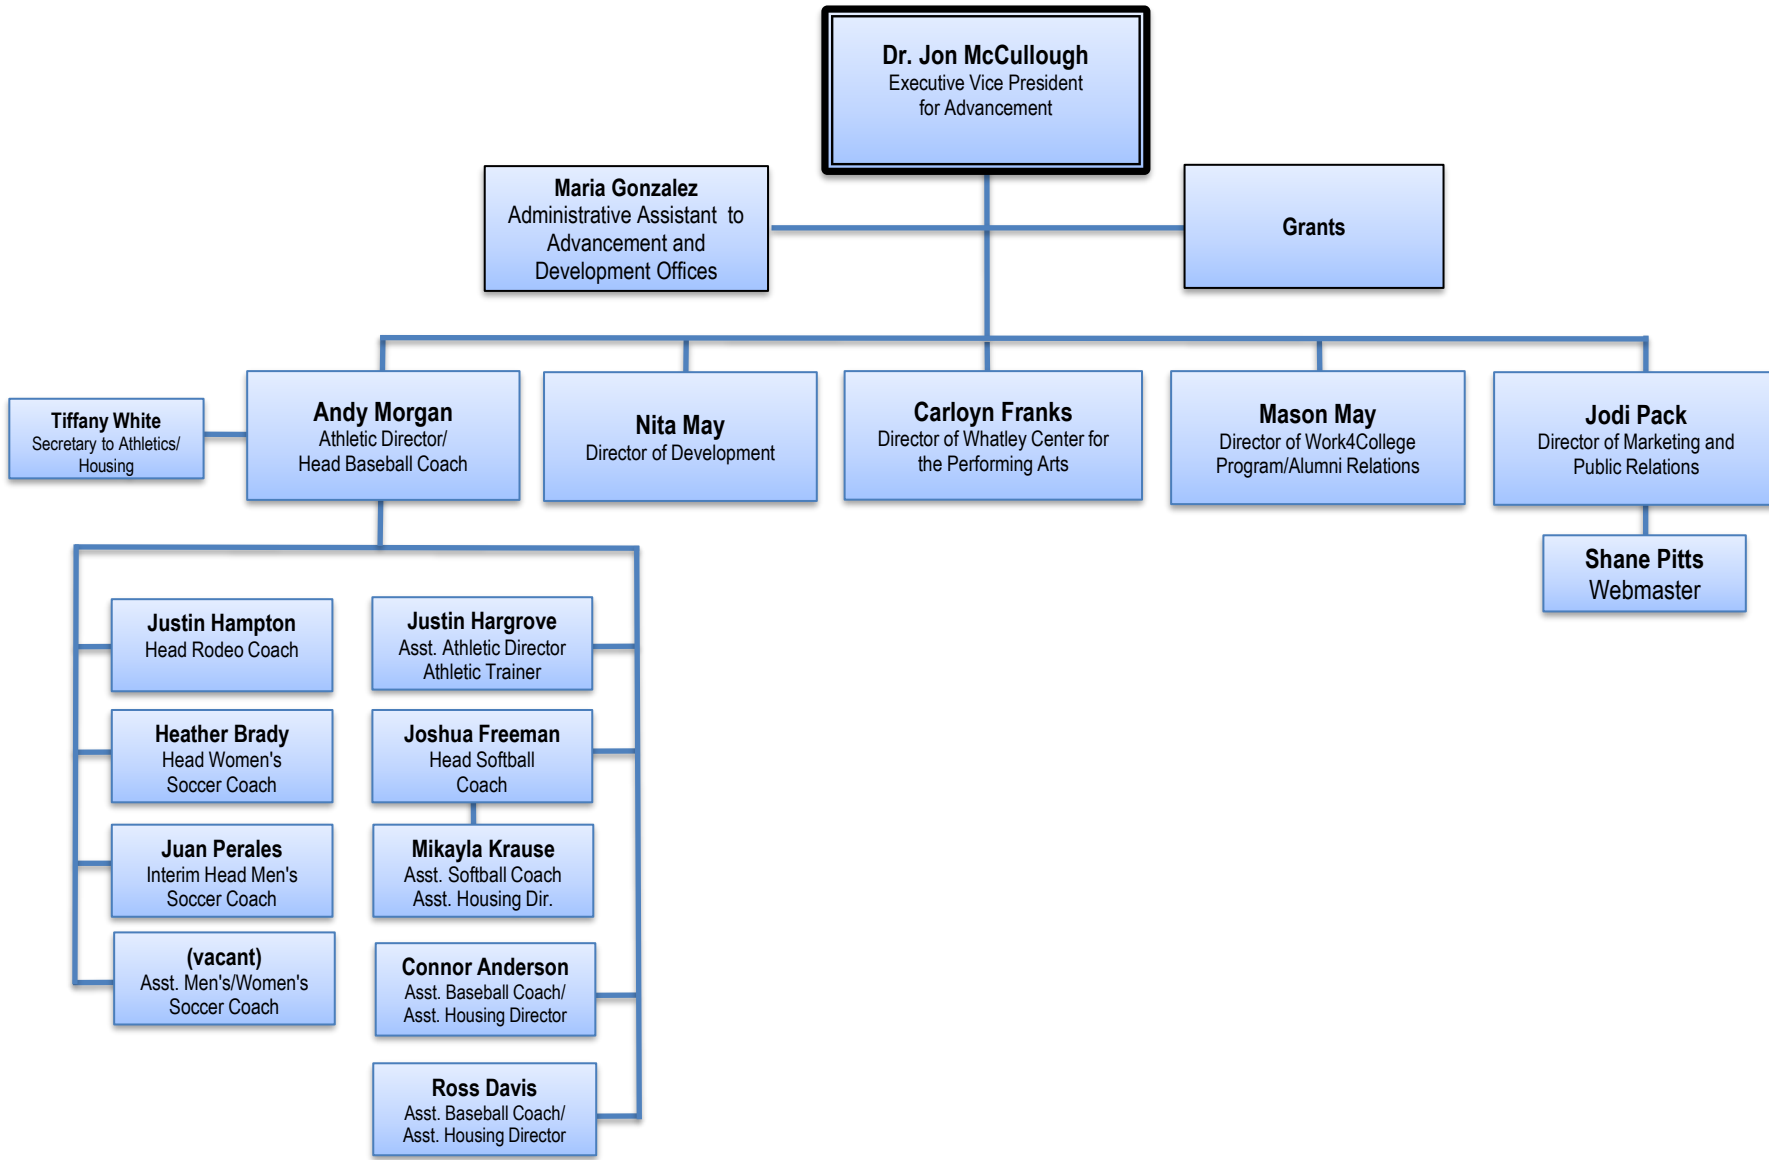 Dr. Jon McCullough
Executive Vice President
for Advancement
Maria Gonzalez
Administrative Assistant to
Advancement and
Development Offices
Grants
Tiffany White
Secretary to Athletics/
Housing
Andy Morgan
Athletic Director/
Head Baseball Coach
Nita May
Director of Development
Carloyn Franks
Director of Whatley Center for
the Performing Arts
Mason May
Director of Work4College
Program/Alumni Relations
Jodi Pack
Director of Marketing and
Public Relations
Shane Pitts
Webmaster
Justin Hampton
Head Rodeo Coach
Heather Brady
Head Women's
Soccer Coach
Juan Perales
Interim Head Men's
Soccer Coach
(vacant)
Asst. Men's/Women's
Soccer Coach
Justin Hargrove
Asst. Athletic Director
Athletic Trainer
Joshua Freeman
Head Softball
Coach
Mikayla Krause
Asst. Softball Coach
Asst. Housing Dir.
Connor Anderson
Asst. Baseball Coach/
Asst. Housing Director
Ross Davis
Asst. Baseball Coach/
Asst. Housing Director